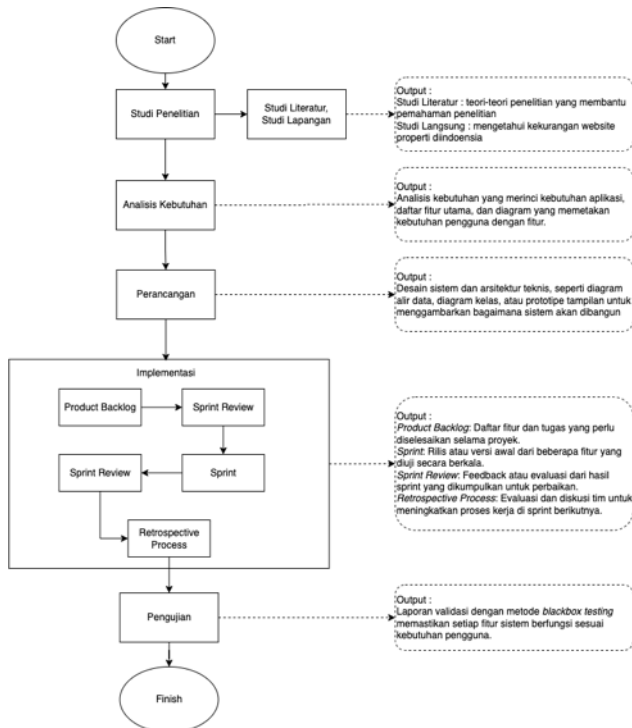 Start
Studi Penelitian
Studi Literatur,
Studi Lapangan
Output :
Studi Literatur : teori-teori penelitian yang membantu
pemahaman penelitian
Studi Langsung : mengetahui kekurangan website
properti diindoensia
Analisis Kebutuhan
Output :
Analisis kebutuhan yang merinci kebutuhan aplikasi,
daftar fitur utama, dan diagram yang memetakan
kebutuhan pengguna dengan fitur.
Perancangan
Output :
Desain sistem dan arsitektur teknis, seperti diagram
alir data, diagram kelas, atau prototipe tampilan untuk
menggambarkan bagaimana sistem akan dibangun
Implementasi
Product Backlog
Sprint Review
Sprint Review
Sprint
Retrospective
Process
Output :
Product Backlog: Daftar fitur dan tugas yang perlu
diselesaikan selama proyek.
Sprint: Rilis atau versi awal dari beberapa fitur yang
diuji secara berkala.
Sprint Review: Feedback atau evaluasi dari hasil
sprint yang dikumpulkan untuk perbaikan.
Retrospective Process: Evaluasi dan diskusi tim untuk
meningkatkan proses kerja di sprint berikutnya.
Pengujian
Output :
Laporan validasi dengan metode blackbox testing
memastikan setiap fitur sistem berfungsi sesuai
kebutuhan pengguna.
Finish